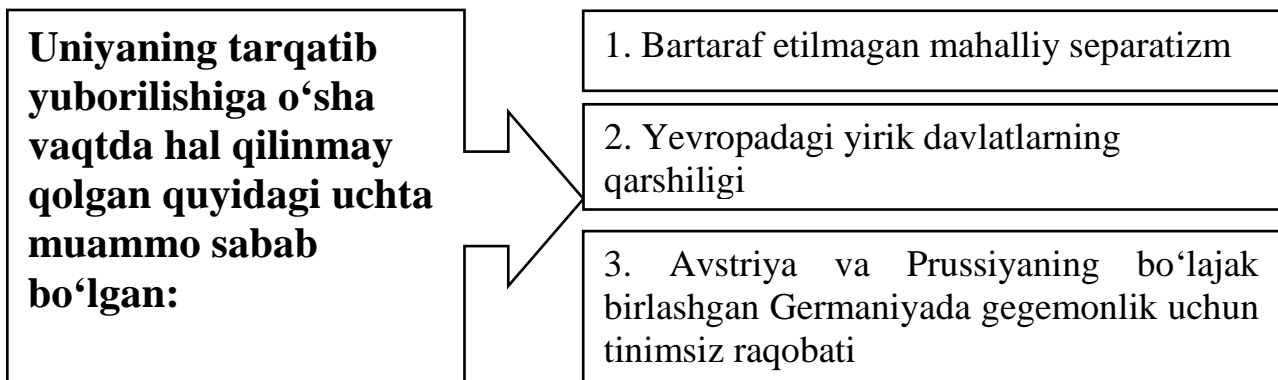 Uniyaning tarqatib
yuborilishiga o‘sha
vaqtda hal qilinmay
qolgan quyidagi uchta
muammo sabab
bo‘lgan:
1. Bartaraf etilmagan mahalliy separatizm
2. Yevropadagi yirik davlatlarning
qarshiligi
3. Avstriya va Prussiyaning bo‘lajak
birlashgan Germaniyada gegemonlik uchun
tinimsiz raqobati